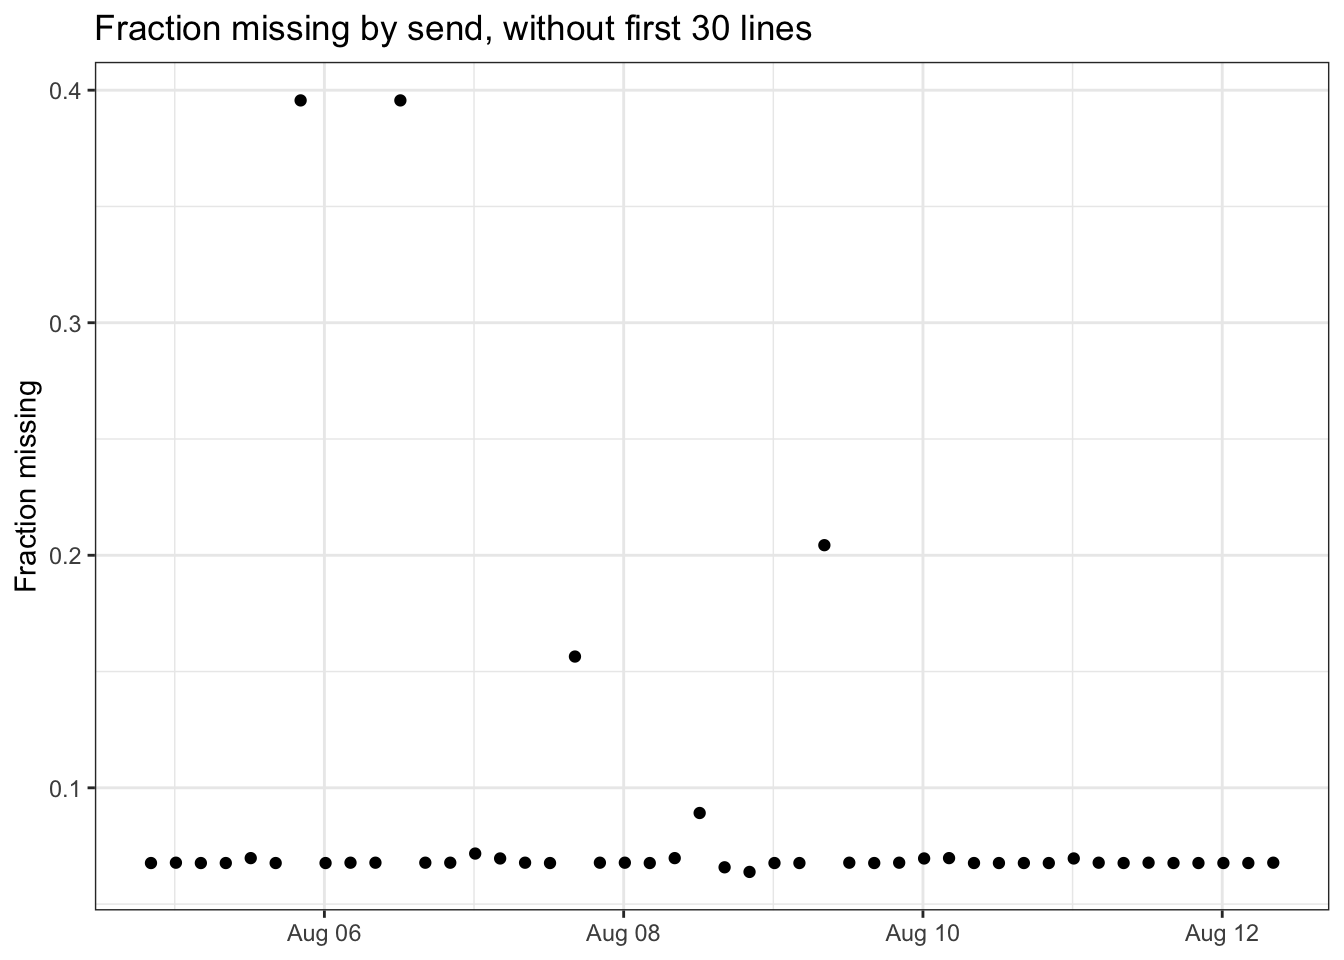 Fraction missing by send, without first 30 lines
Fraction missing
0.4
0.3
0.2
0.1
Aug 06
Aug 08
Aug 10
Aug 12